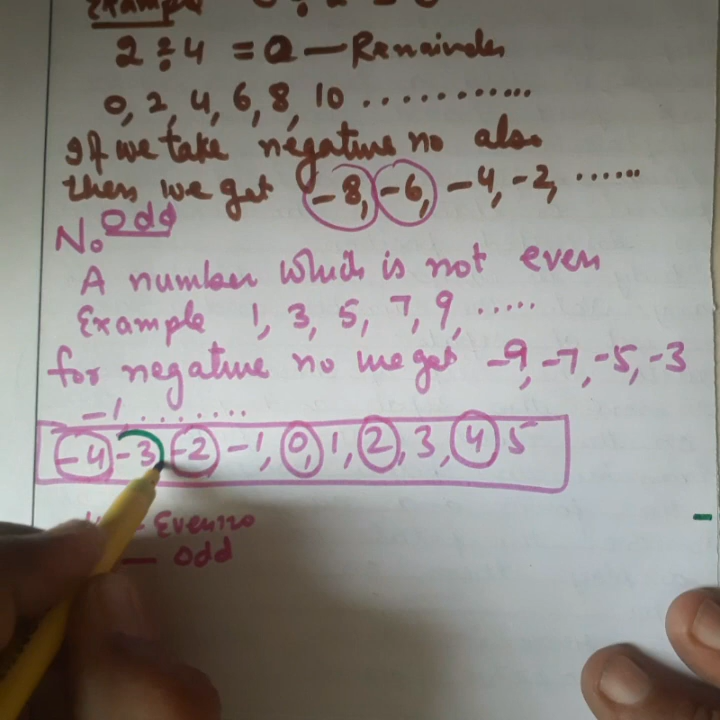 Example
2 ÷ 4 = 0 — Remainder
0, 2, 4, 6, 8, 10 ............
If we take negative no also
then we get -8, -6, -4, -2, ......
Odd No
A number which is not even
Example 1, 3, 5, 7, 9, .....
for negative no we get -9, -7, -5, -3
-1, .......
-4 -3 -2 -1, 0, 1, 2, 3, 4 5
— Even no
— odd